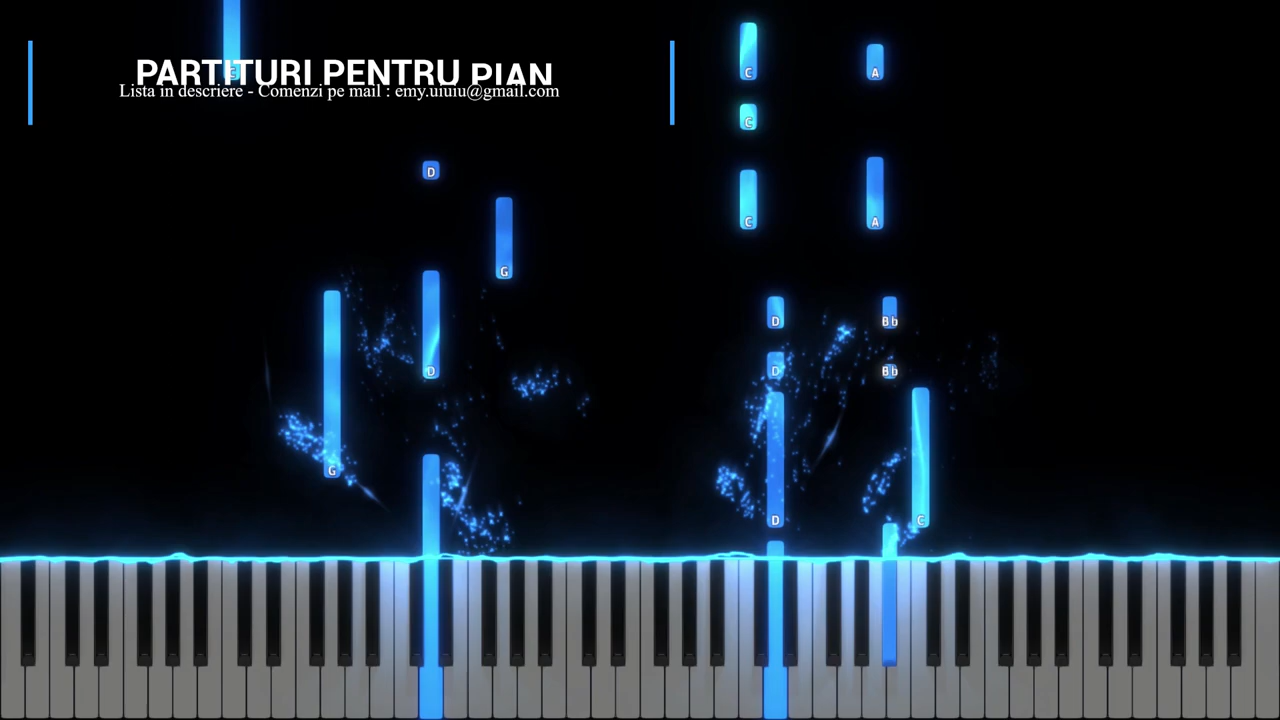 PARTITURI PENTRU PIAN
Lista in descriere - Comenzi pe mail : emy.uiuiu@gmail.com
C A
C
D
C A
G
D Bb
D D Bb
G
D C